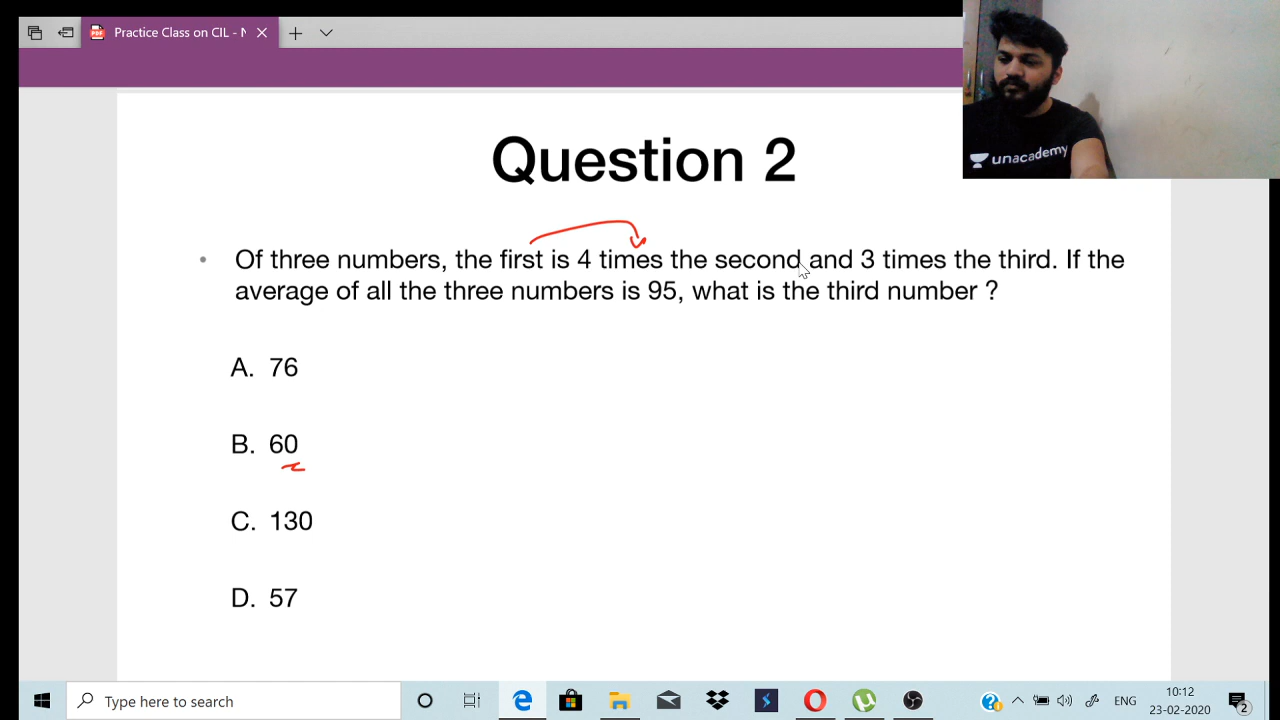 Practice Class on CIL - N
unacademy
Question 2
• Of three numbers, the first is 4 times the second and 3 times the third. If the
average of all the three numbers is 95, what is the third number ?
A. 76
B. 60
C. 130
D. 57
Type here to search
ENG
10:12
23-02-2020
2